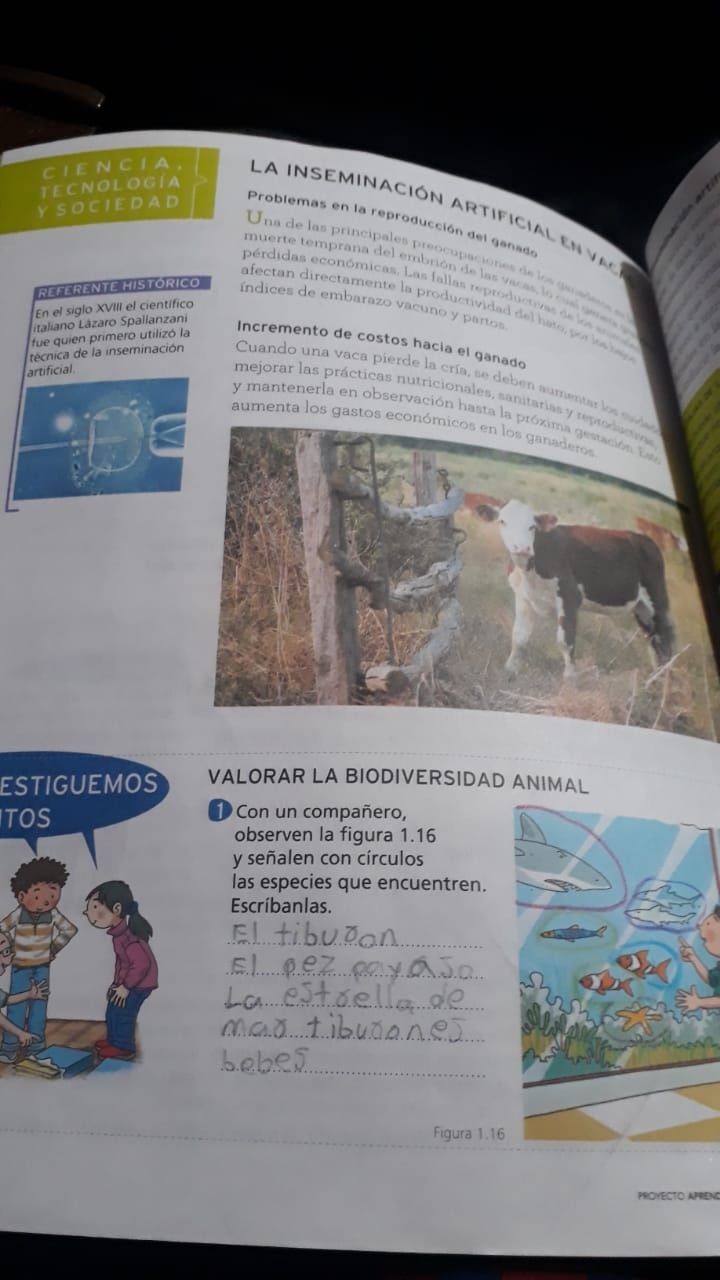 CIENCIA,
TECNOLOGÍA
Y SOCIEDAD
REFERENTE HISTÓRICO
En el siglo XVIII el científico
italiano Lázaro Spallanzani
fue quien primero utilizó la
técnica de la inseminación
artificial.
LA INSEMINACIÓN ARTIFICIAL EN VACA
Problemas en la reproducción del ganado
Una de las principales preocupaciones de los ganaderos
muerte temprana del embrión de las vacas, lo cual genera
pérdidas económicas. Las fallas reproductivas de los
afectan directamente la productividad del hato, por los bajos
índices de embarazo vacuno y partos.
Incremento de costos hacia el ganado
Cuando una vaca pierde la cría, se deben aumentar los
mejorar las prácticas nutricionales, sanitarias y reproductivas,
y mantenerla en observación hasta la próxima gestación. Esto
aumenta los gastos económicos en los ganaderos.
ESTIGUEMOS
TOS
VALORAR LA BIODIVERSIDAD ANIMAL
1 Con un compañero,
observen la figura 1.16
y señalen con círculos
las especies que encuentren.
Escríbanlas.
El tiburon
El pez payaso
La estrella de
mar tiburones
bebes
Figura 1.16
PROYECTO APREND